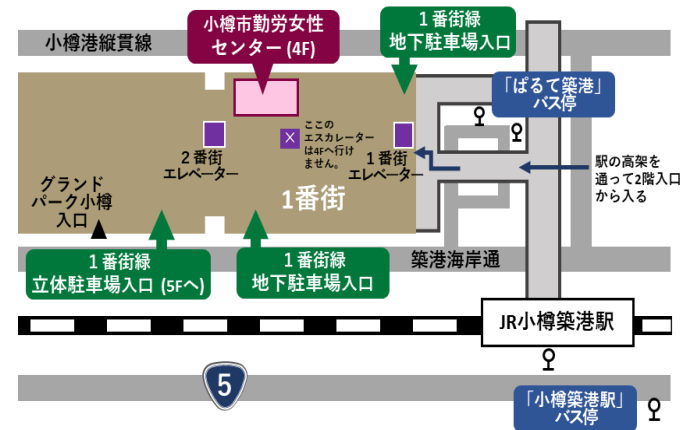 小樽港縦貫線
小樽市勤労女性
センター (4F)
1番街緑
地下駐車場入口
「ぱるて築港」
バス停
2番街
エレベーター
×
ここの
エスカレーター
は4Fへ行け
ません。
1番街
エレベーター
駅の高架を
通って2階入口
から入る
グランド
パーク小樽
入口
1番街
1番街緑
立体駐車場入口 (5Fへ)
1番街緑
地下駐車場入口
築港海岸通
JR小樽築港駅
5
「小樽築港駅」
バス停